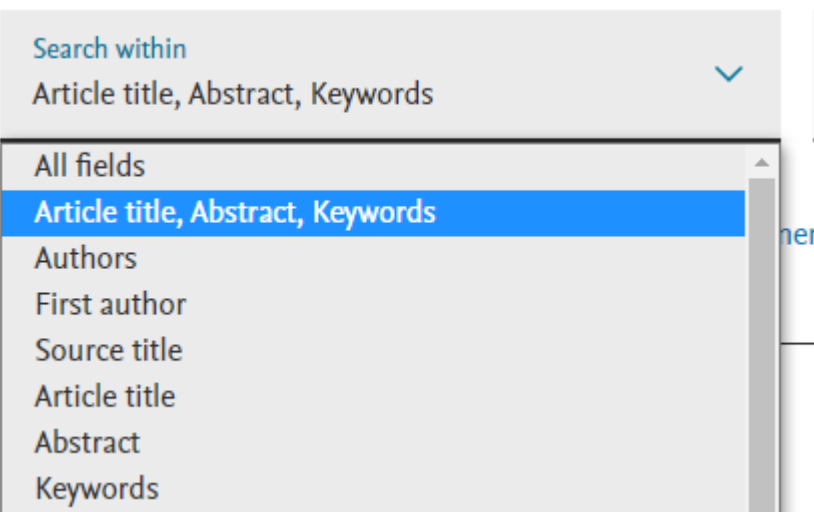 Search within
Article title, Abstract, Keywords
All fields
Article title, Abstract, Keywords
Authors
First author
Source title
Article title
Abstract
Keywords